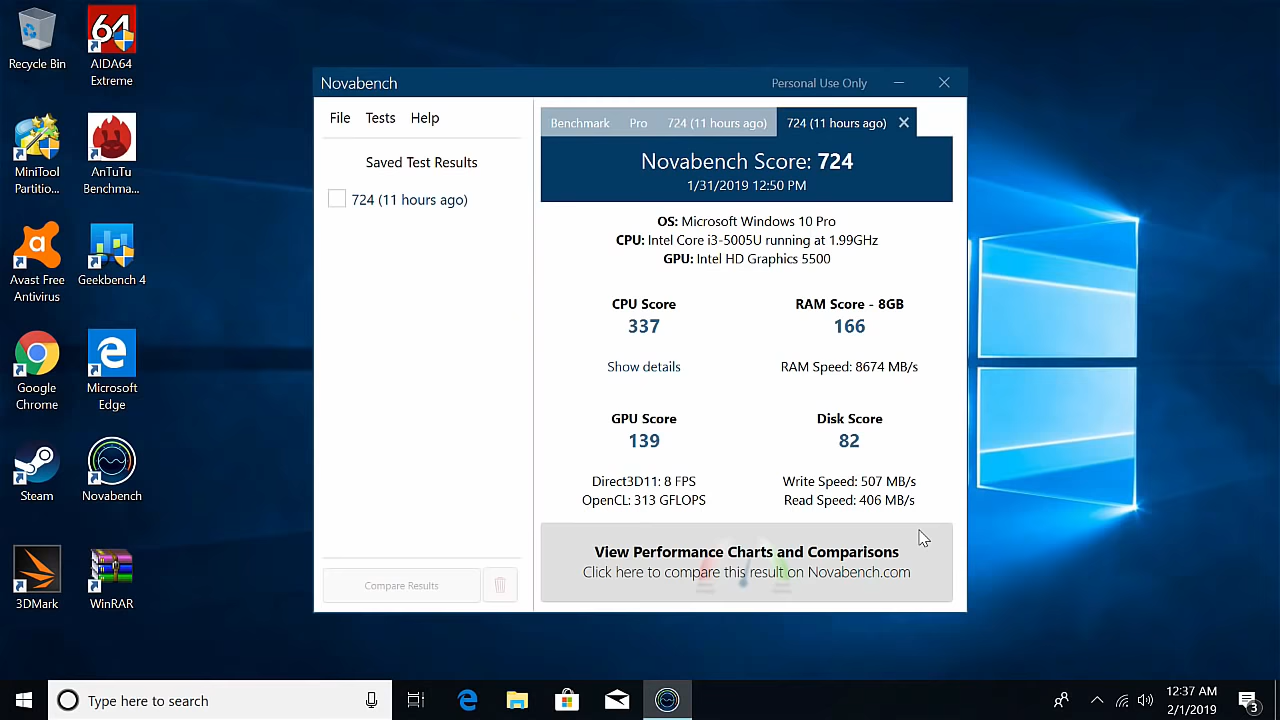 Recycle Bin
64
AIDA64
Extreme
MiniTool
Partitio...
AnTuTu
Benchma...
Avast Free
Antivirus
Geekbench 4
Google
Chrome
Microsoft
Edge
Steam
Novabench
3DMark
WinRAR
Novabench
Personal Use Only
File Tests Help
Saved Test Results
724 (11 hours ago)
Compare Results
Benchmark Pro 724 (11 hours ago) 724 (11 hours ago)
Novabench Score: 724
1/31/2019 12:50 PM
OS: Microsoft Windows 10 Pro
CPU: Intel Core i3-5005U running at 1.99GHz
GPU: Intel HD Graphics 5500
CPU Score
337
Show details
RAM Score - 8GB
166
RAM Speed: 8674 MB/s
GPU Score
139
Direct3D11: 8 FPS
OpenCL: 313 GFLOPS
Disk Score
82
Write Speed: 507 MB/s
Read Speed: 406 MB/s
View Performance Charts and Comparisons
Click here to compare this result on Novabench.com
Type here to search
12:37 AM
2/1/2019
3